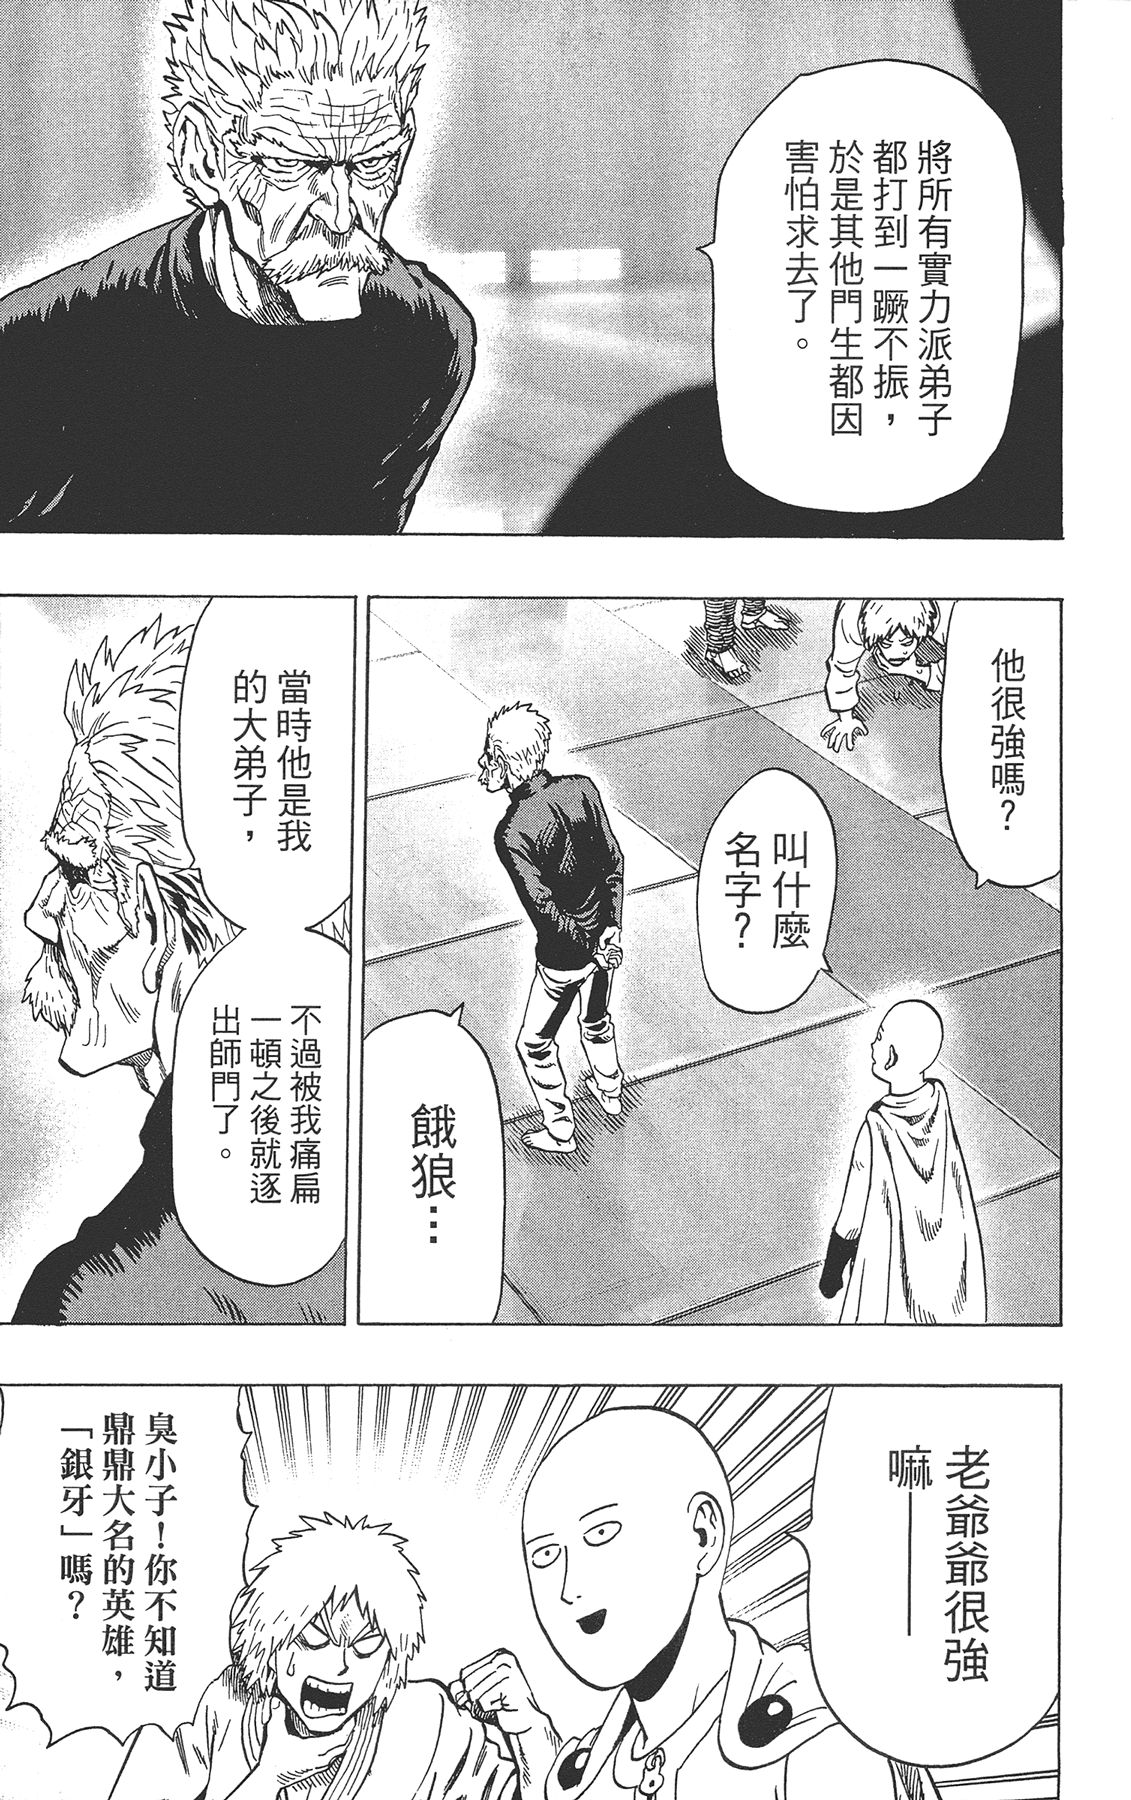 將所有實力派弟子
都打到一蹶不振，
於是其他門生都因
害怕求去了。
他很強嗎？
叫什麼
名字？
餓狼…
當時他是我
的大弟子，
不過被我痛扁
一頓之後就逐
出師門了。
老爺爺很強
嘛——
臭小子！你不知道
鼎鼎大名的英雄，
「銀牙」嗎？